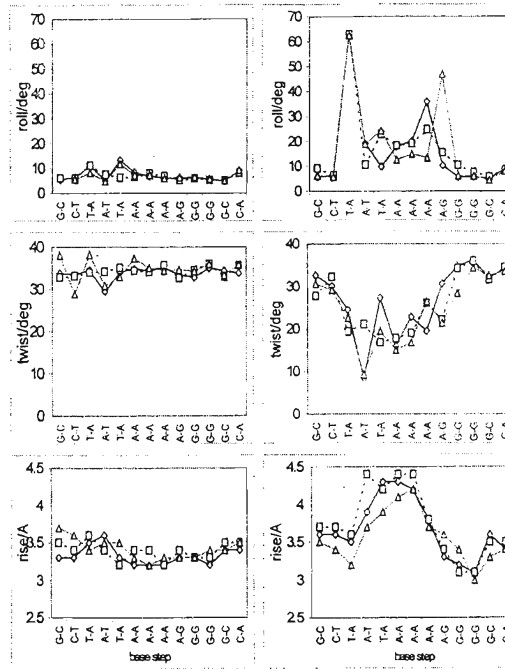 70
60
50
40
30
20
10
0
roll/deg
G-C
C-T
T-A
A-T
T-A
A-A
A-A
A-A
A-G
G-G
G-G
G-C
C-A
70
60
50
40
30
20
10
0
roll/deg
G-C
C-T
T-A
A-T
T-A
A-A
A-A
A-A
A-G
G-G
G-G
G-C
C-A
40
30
20
10
0
twist/deg
G-C
C-T
T-A
A-T
T-A
A-A
A-A
A-A
A-G
G-G
G-G
G-C
C-A
40
30
20
10
0
twist/deg
G-C
C-T
T-A
A-T
T-A
A-A
A-A
A-A
A-G
G-G
G-G
G-C
C-A
4.5
4
3.5
3
2.5
rise/A
G-C
C-T
T-A
A-T
T-A
A-A
A-A
A-A
A-G
G-G
G-G
G-C
C-A
base step
4.5
4
3.5
3
2.5
rise/A
G-C
C-T
T-A
A-T
T-A
A-A
A-A
A-A
A-G
G-G
G-G
G-C
C-A
base step